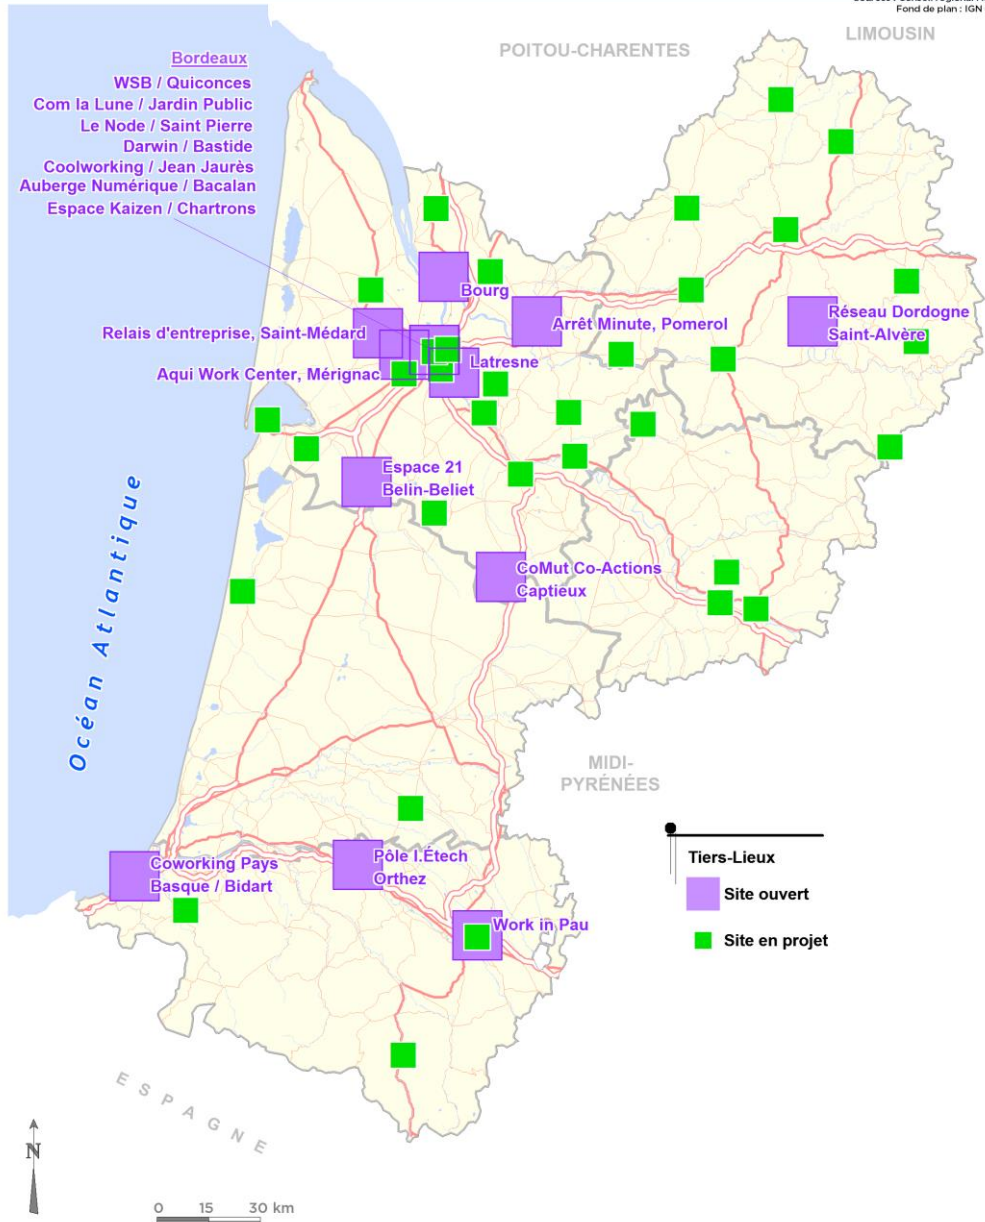 Fond de plan : IGN
LIMOUSIN
POITOU-CHARENTES
Bordeaux
WSB / Quiconces
Com la Lune / Jardin Public
Le Node / Saint Pierre
Darwin / Bastide
Coolworking / Jean Jaurès
Auberge Numérique / Bacalan
Espace Kaizen / Chartrons
Bourg
Réseau Dordogne
Saint-Alvère
Arrêt Minute, Pomerol
Relais d'entreprise, Saint-Médard
Latresne
Aqui Work Center, Mérignac
Espace 21
Belin-Beliet
Océan Atlantique
CoMut Co-Actions
Captieux
MIDI-
PYRÉNÉES
Tiers-Lieux
Site ouvert
Site en projet
Coworking Pays
Basque / Bidart
Pôle I.Étech
Orthez
Work in Pau
ESPAGNE
N
0 15 30 km